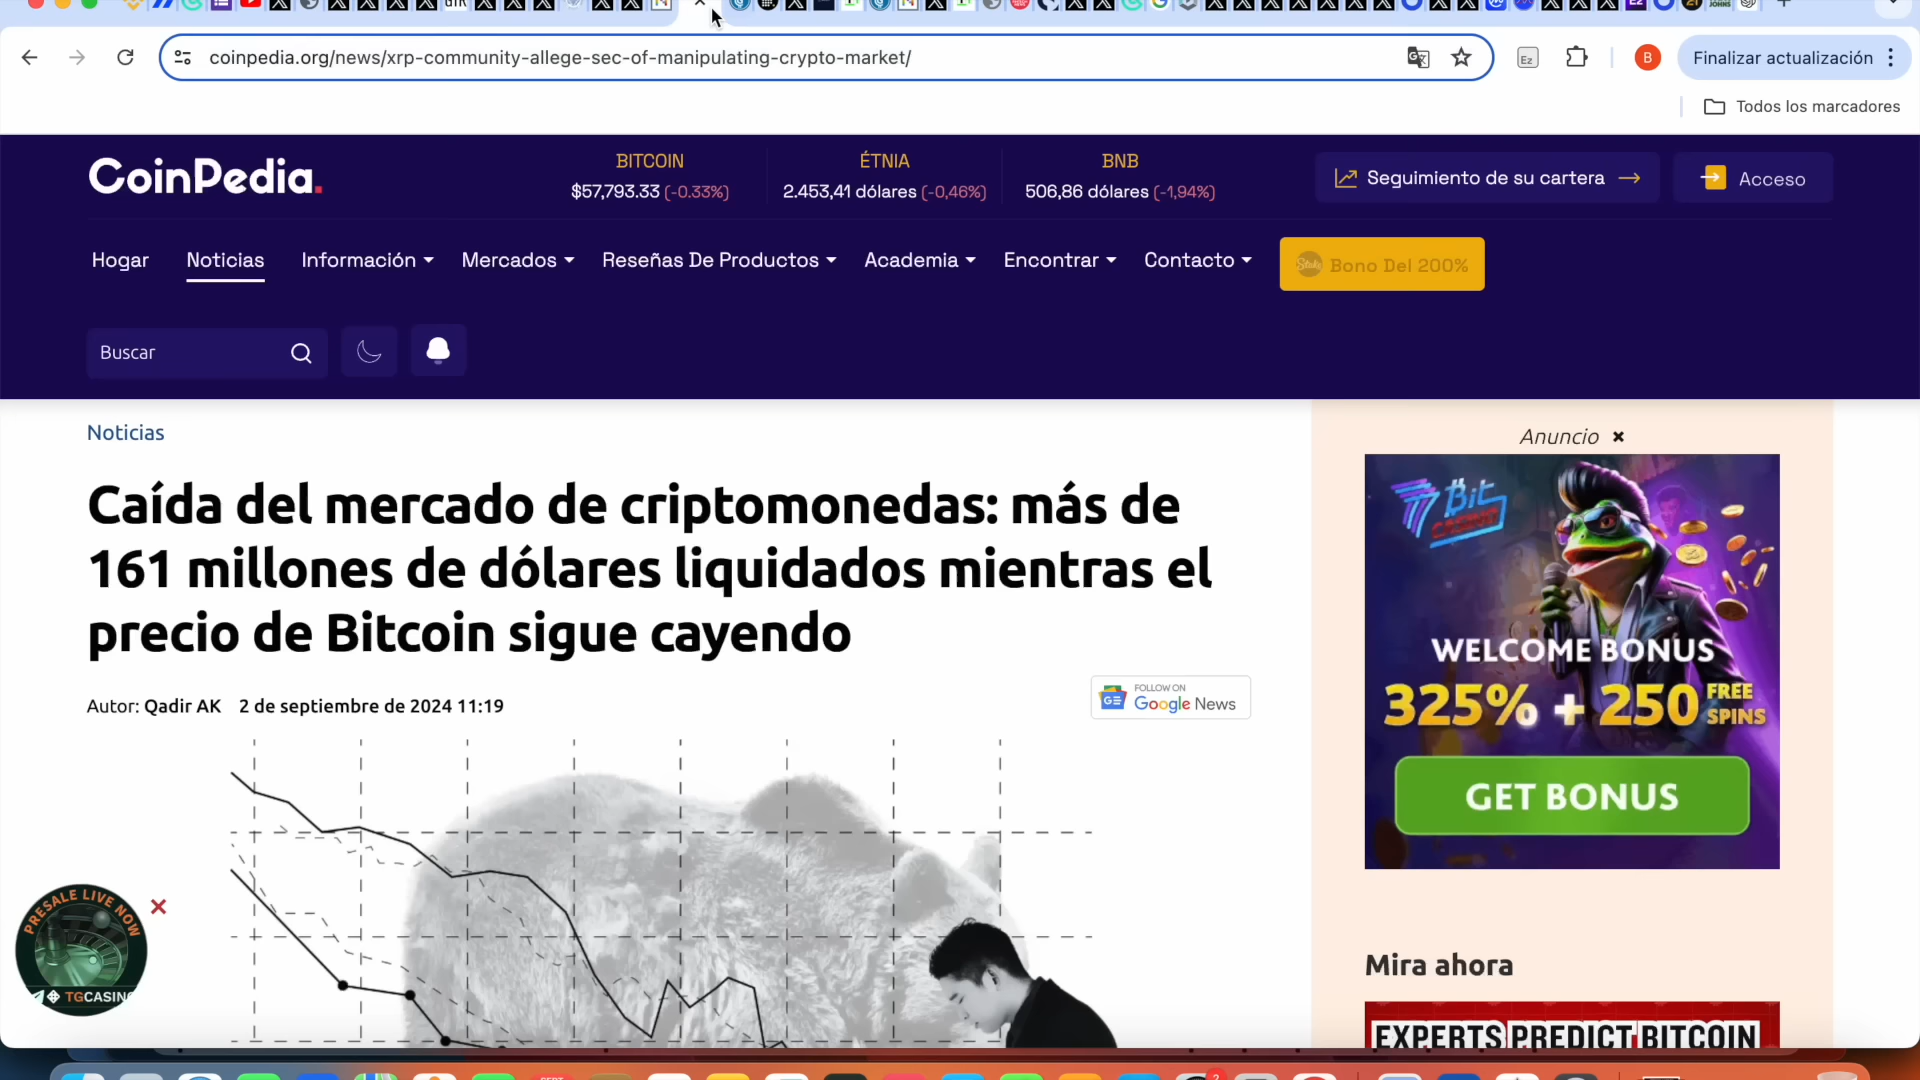 coinpedia.org/news/xrp-community-allege-sec-of-manipulating-crypto-market/
Ez
B
Finalizar actualización
Todos los marcadores
CoinPedia.
BITCOIN
ÉTNIA
BNB
$57,793.33 (-0.33%)
2.453,41 dólares (-0,46%)
506,86 dólares (-1,94%)
Seguimiento de su cartera
Acceso
Hogar
Noticias
Información
Mercados
Reseñas De Productos
Academia
Encontrar
Contacto
Stake
Bono Del 200%
Buscar
Noticias
Caída del mercado de criptomonedas: más de
161 millones de dólares liquidados mientras el
precio de Bitcoin sigue cayendo
Autor: Qadir AK 2 de septiembre de 2024 11:19
FOLLOW ON
Google News
Anuncio
7Bit
CASINO
WELCOME BONUS
325% + 250 FREE
SPINS
GET BONUS
PRESALE LIVE NOW
TGCASINO
Mira ahora
EXPERTS PREDICT BITCOIN